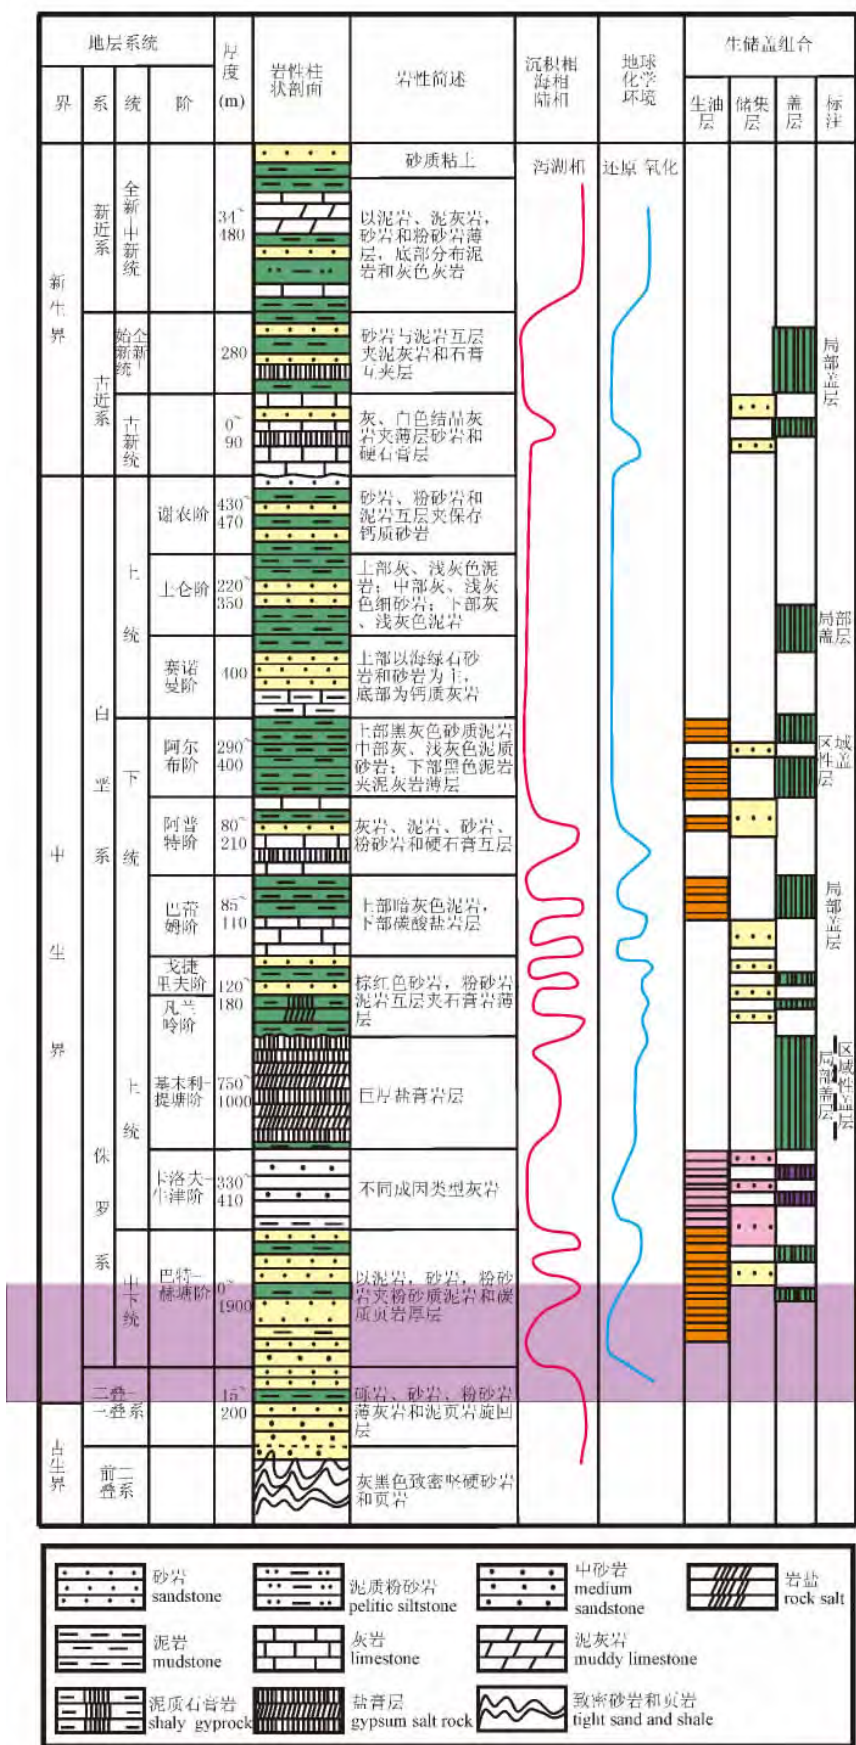 地层系统
厚
度
(m)
岩性柱
状剖面
岩性简述
沉积相
海相
陆相
地球
化学
环境
生储盖组合
界
系
统
阶
生油
层
储集
层
盖
层
标
注
新生界
新近系
全新—中新统
34~
480
砂质粘土
以泥岩、泥灰岩,
砂岩和粉砂岩薄
层, 底部分布泥
岩和灰色灰岩
泻湖相
还原 氧化
古近系
280
砂岩与泥岩互层
夹泥灰岩和石膏
互夹层
古新统
0~
90
灰、白色结晶灰
岩夹薄层砂岩和
硬石膏层
局部盖层
中生界
白垩系
上统
谢农阶
430~
470
砂岩、粉砂岩和
泥岩互层夹保存
钙质砂岩
上仑阶
220~
350
上部灰、浅灰色泥
岩; 中部灰、浅灰
色细砂岩; 下部灰
、浅灰色泥岩
局部
盖层
赛诺
曼阶
400
上部以海绿石砂
岩和砂岩为主,
底部为钙质灰岩
下统
阿尔
布阶
290~
400
上部黑灰色砂质泥岩
中部灰、浅灰色泥质
砂岩; 下部黑色泥岩
夹泥灰岩薄层
区域
性盖
层
阿普
特阶
80~
210
灰岩、泥岩、砂岩、
粉砂岩和硬石膏互层
巴蕾
姆阶
85~
110
上部暗灰色泥岩,
下部碳酸盐岩层
局部盖层
戈捷
里夫阶
120~
180
棕红色砂岩, 粉砂岩
泥岩互层夹石膏岩薄
层
凡兰
吟阶
侏罗系
上统
基末利-
提塘阶
750~
1000
巨厚盐膏岩层
局部盖层
区域性盖层
卡洛夫-
牛津阶
330~
410
不同成因类型灰岩
中下统
巴特—
赫塘阶
0~
1900
以泥岩, 砂岩, 粉砂
岩夹粉砂质泥岩和碳
质页岩厚层
三叠-
二叠系
15~
200
砾岩、砂岩、粉砂岩
薄灰岩和泥页岩旋回
层
古生界
前二
叠系
灰黑色致密坚硬砂岩
和页岩
砂岩
sandstone
泥质粉砂岩
pelitic siltstone
中砂岩
medium
sandstone
岩盐
rock salt
泥岩
mudstone
灰岩
limestone
泥灰岩
muddy limestone
泥质石膏岩
shaly gyprock
盐膏层
gypsum salt rock
致密砂岩和页岩
tight sand and shale